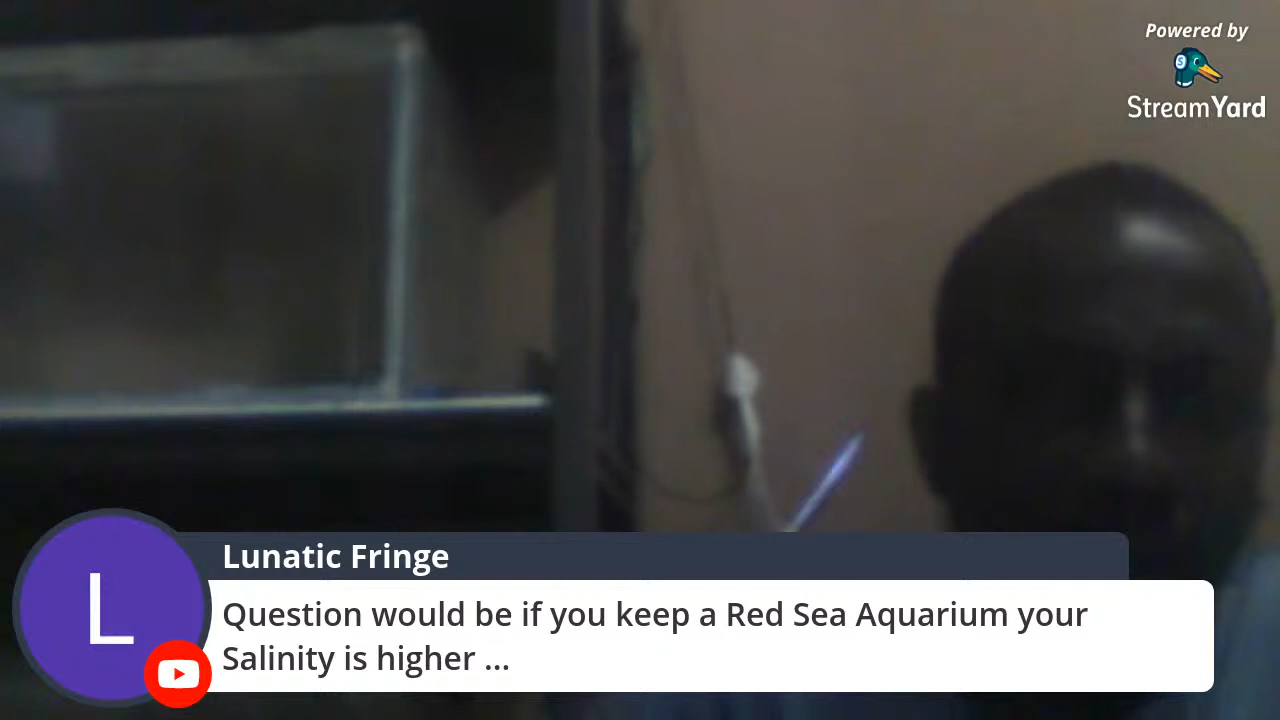 Powered by
StreamYard
Lunatic Fringe
L
Question would be if you keep a Red Sea Aquarium your
Salinity is higher ...